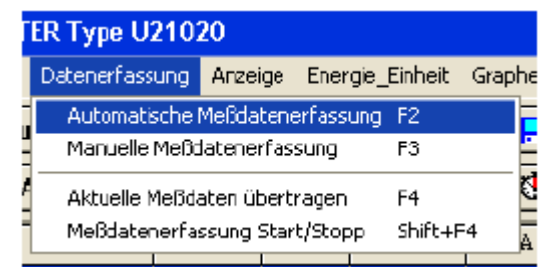 TER Type U21020
Datenerfassung Anzeige Energie_Einheit Graphe
Automatische Meßdatenerfassung F2
Manuelle Meßdatenerfassung F3
Aktuelle Meßdaten übertragen F4
Meßdatenerfassung Start/Stopp Shift+F4
A